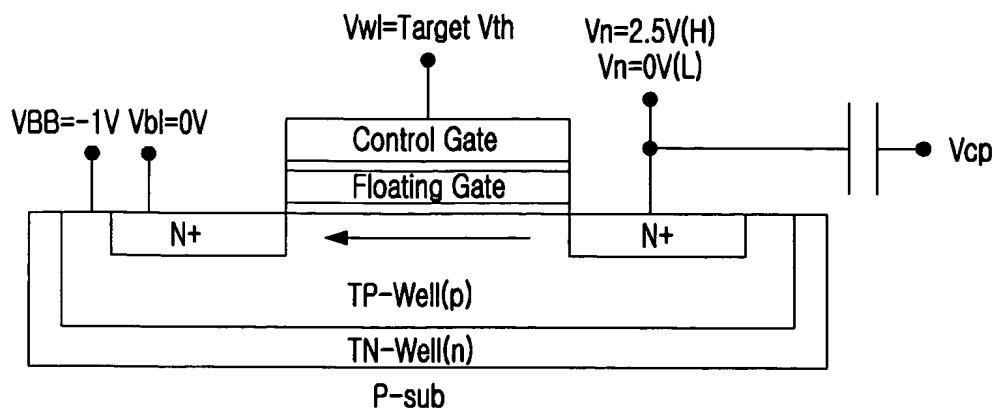 Vwl=Target Vth
Vn=2.5V(H)
Vn=0V(L)
VBB=-1V Vbl=0V
Control Gate
Vcp
Floating Gate
N+
N+
TP-Well(p)
TN-Well(n)
P-sub